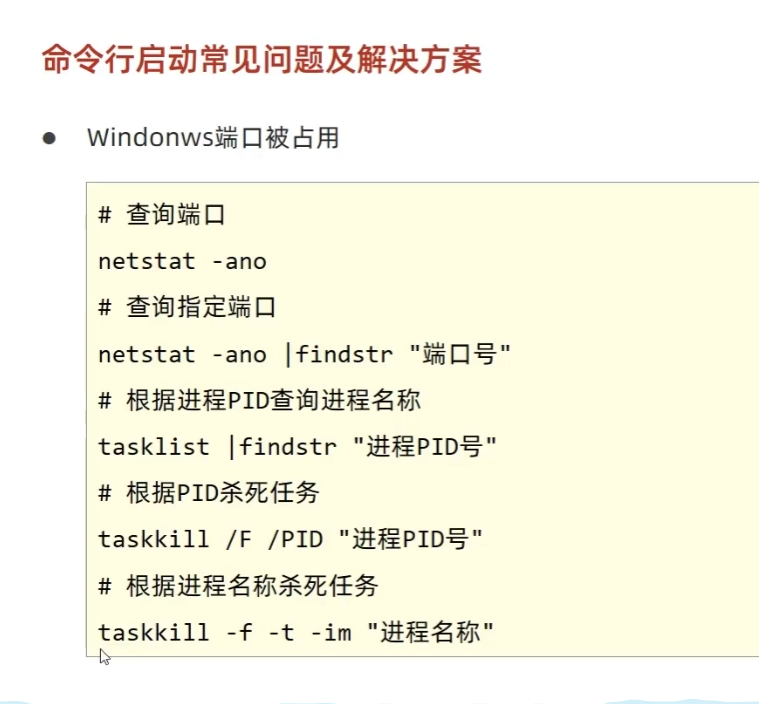 命令行启动常见问题及解决方案
● Windonws端口被占用
# 查询端口
netstat -ano
# 查询指定端口
netstat -ano |findstr "端口号"
# 根据进程PID查询进程名称
tasklist |findstr "进程PID号"
# 根据PID杀死任务
taskkill /F /PID "进程PID号"
# 根据进程名称杀死任务
taskkill -f -t -im "进程名称"